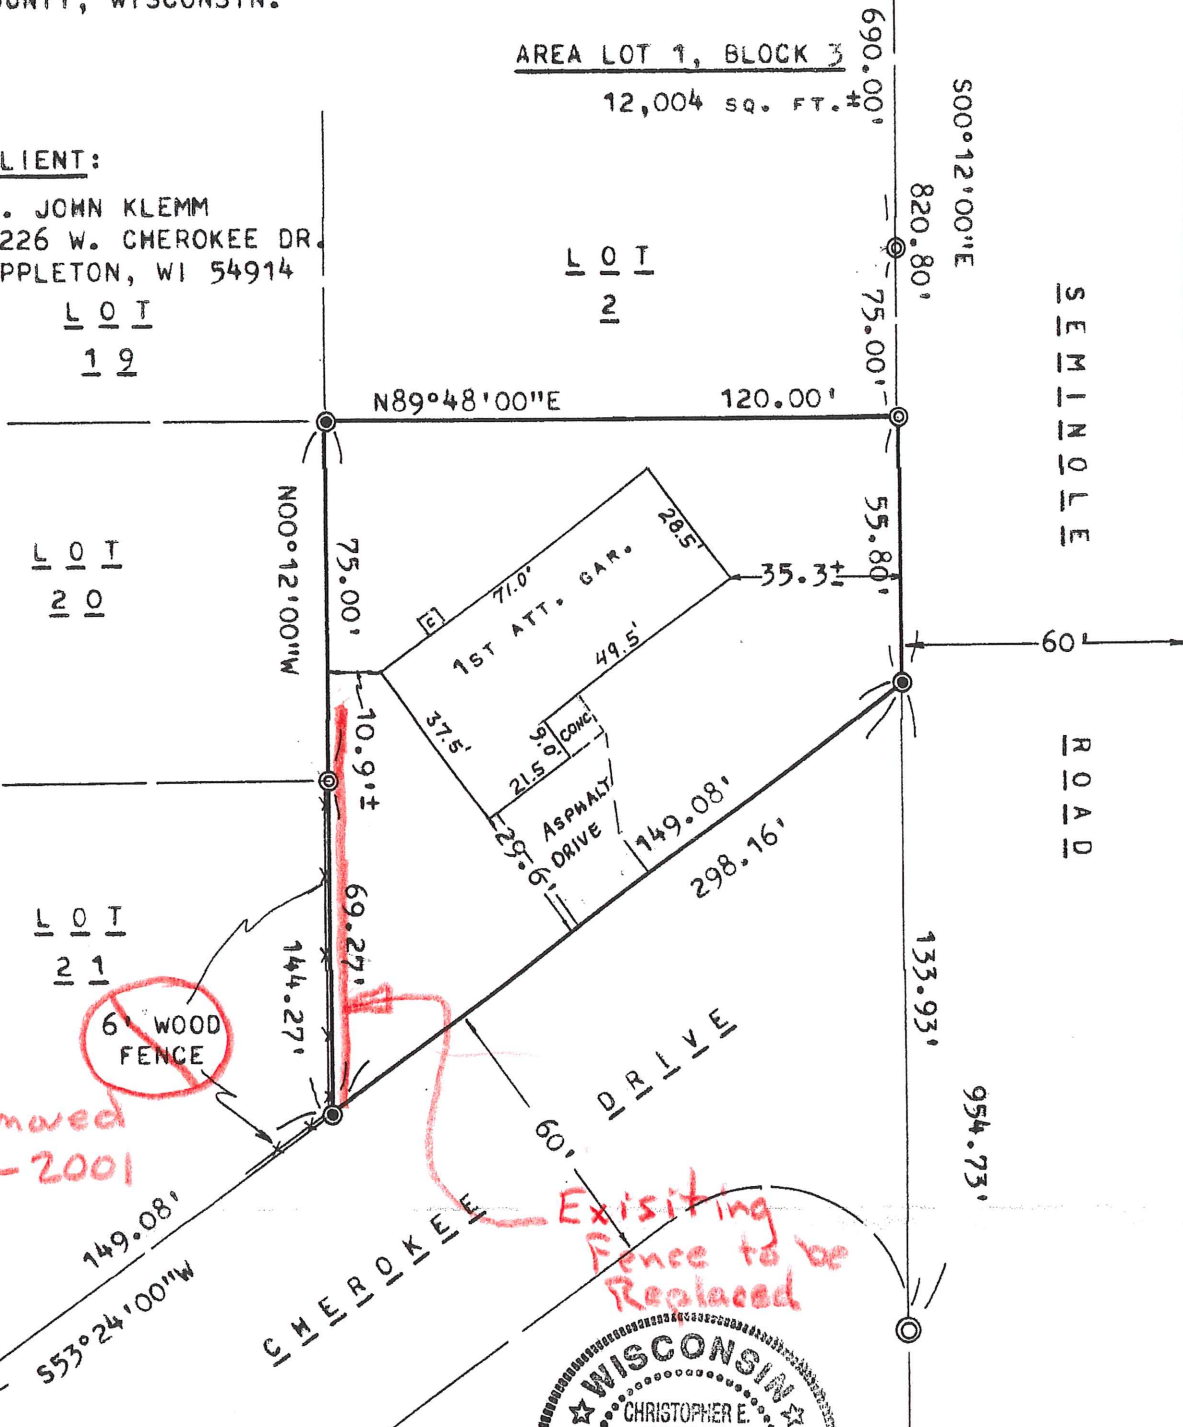 OUNTY, WISCONSIN.
AREA LOT 1, BLOCK 3
12,004 SQ. FT.±
690.00'
S00°12'00"E
820.80'
LIENT:
. JOHN KLEMM
226 W. CHEROKEE DR.
PPLETON, WI 54914
LOT
19
LOT
2
75.00'
SEMINOLE
ROAD
N89°48'00"E
120.00'
N00°12'00"W
75.00'
LOT
20
55.80'
28.5'
71.0'
1ST ATT. GAR.
35.3±
E
49.5'
60'
10.9'±
37.5'
9.0'
CONC.
21.5
ASPHALT
DRIVE
29.6'
149.08'
298.16'
69.27'
144.27'
LOT
21
6' WOOD
FENCE
moved
-2001
133.93'
954.73'
60'
CHEROKEE
DRIVE
Exisiting
Fence to be
Replaced
149.08'
S53°24'00"W
WISCONSIN
CHRISTOPHER E.